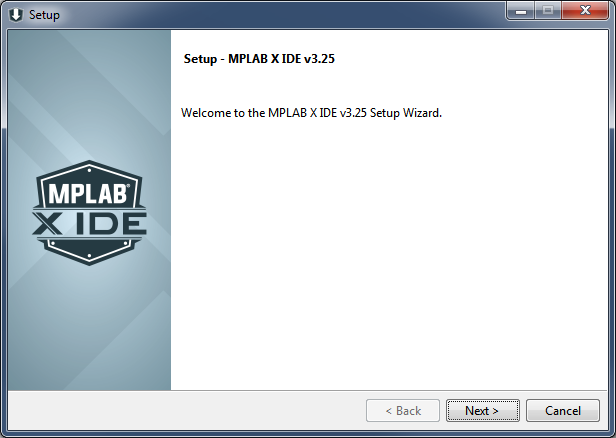 Setup
Setup - MPLAB X IDE v3.25
Welcome to the MPLAB X IDE v3.25 Setup Wizard.
MPLAB®
X IDE
< Back
Next >
Cancel